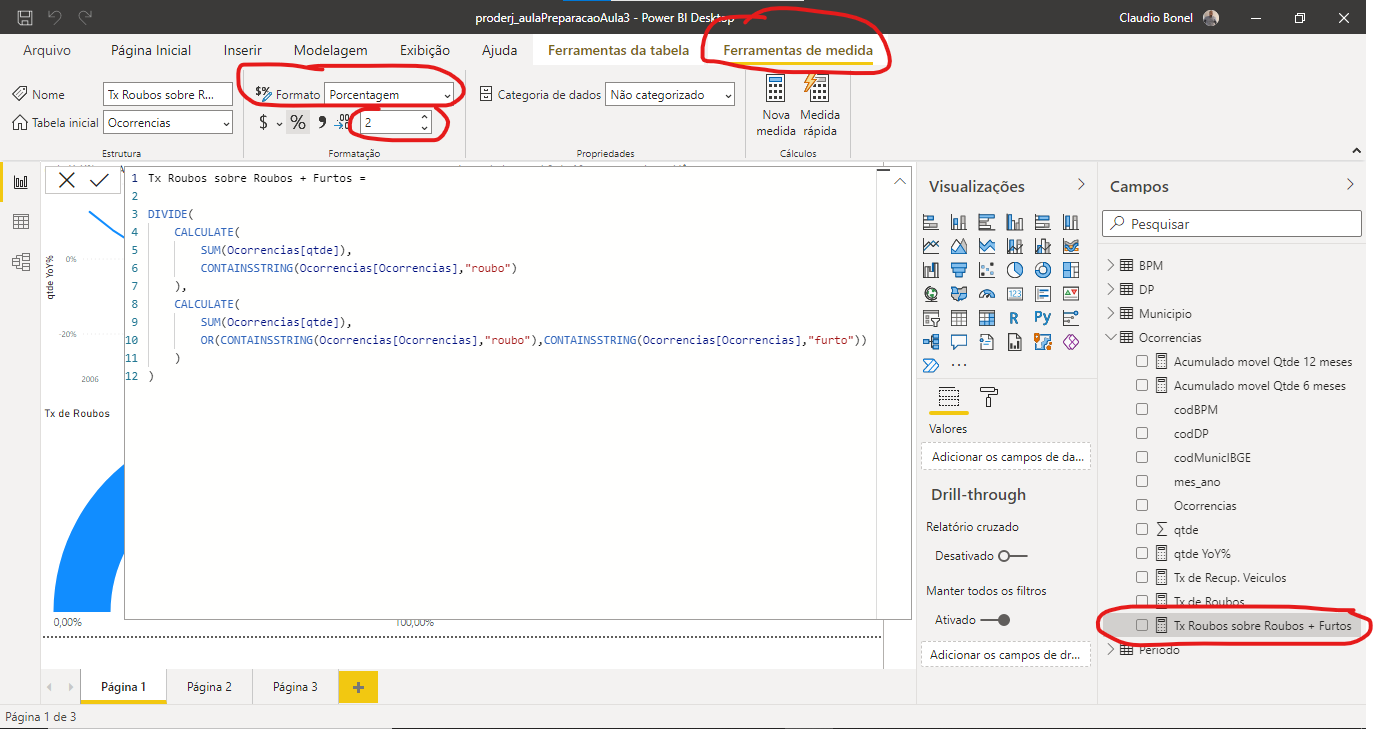 proderj_aulaPreparacaoAula3 - Power BI Desktop
Claudio Bonel
Arquivo Página Inicial Inserir Modelagem Exibição Ajuda Ferramentas da tabela Ferramentas de medida
Nome Tx Roubos sobre R...
Tabela inicial Ocorrencias
Estrutura
$% Formato Porcentagem
$ % 9 .00 2
Formatação
Categoria de dados Não categorizado
Propriedades
Nova medida
Medida rápida
Cálculos
1 Tx Roubos sobre Roubos + Furtos =
2
3 DIVIDE(
4 CALCULATE(
5 SUM(Ocorrencias[qtde]),
6 CONTAINSSTRING(Ocorrencias[Ocorrencias],"roubo")
7 ),
8 CALCULATE(
9 SUM(Ocorrencias[qtde]),
10 OR(CONTAINSSTRING(Ocorrencias[Ocorrencias],"roubo"),CONTAINSSTRING(Ocorrencias[Ocorrencias],"furto"))
11 )
12 )
qtde YoY%
0%
-20%
2006
Tx de Roubos
0,00%
100,00%
Visualizações
123
R Py
...
Valores
Adicionar os campos de da...
Drill-through
Relatório cruzado
Desativado
Manter todos os filtros
Ativado
Adicionar os campos de dr...
Campos
Pesquisar
BPM
DP
Municipio
Ocorrencias
Acumulado movel Qtde 12 meses
Acumulado movel Qtde 6 meses
codBPM
codDP
codMunicIBGE
mes_ano
Ocorrencias
∑ qtde
qtde YoY%
Tx de Recup. Veiculos
Tx de Roubos
Tx Roubos sobre Roubos + Furtos
Periodo
Página 1 Página 2 Página 3 +
Página 1 de 3